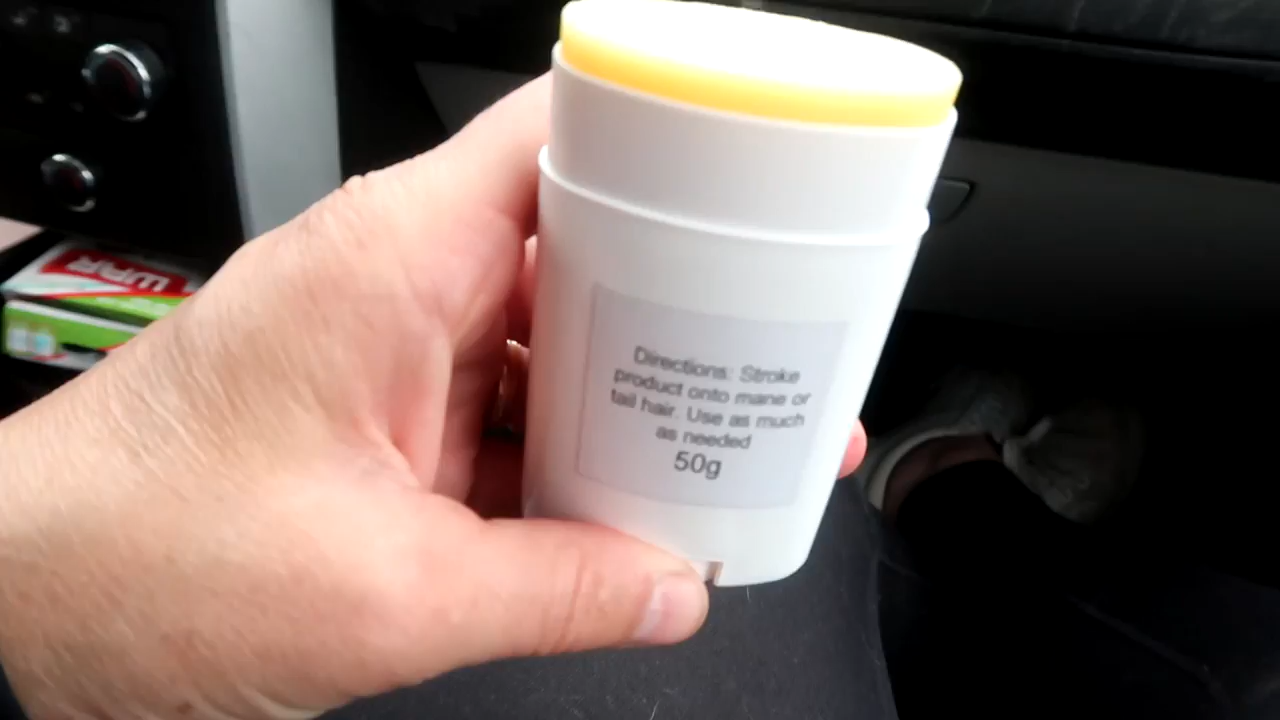 Directions: Stroke
product onto mane or
tail hair. Use as much
as needed
50g